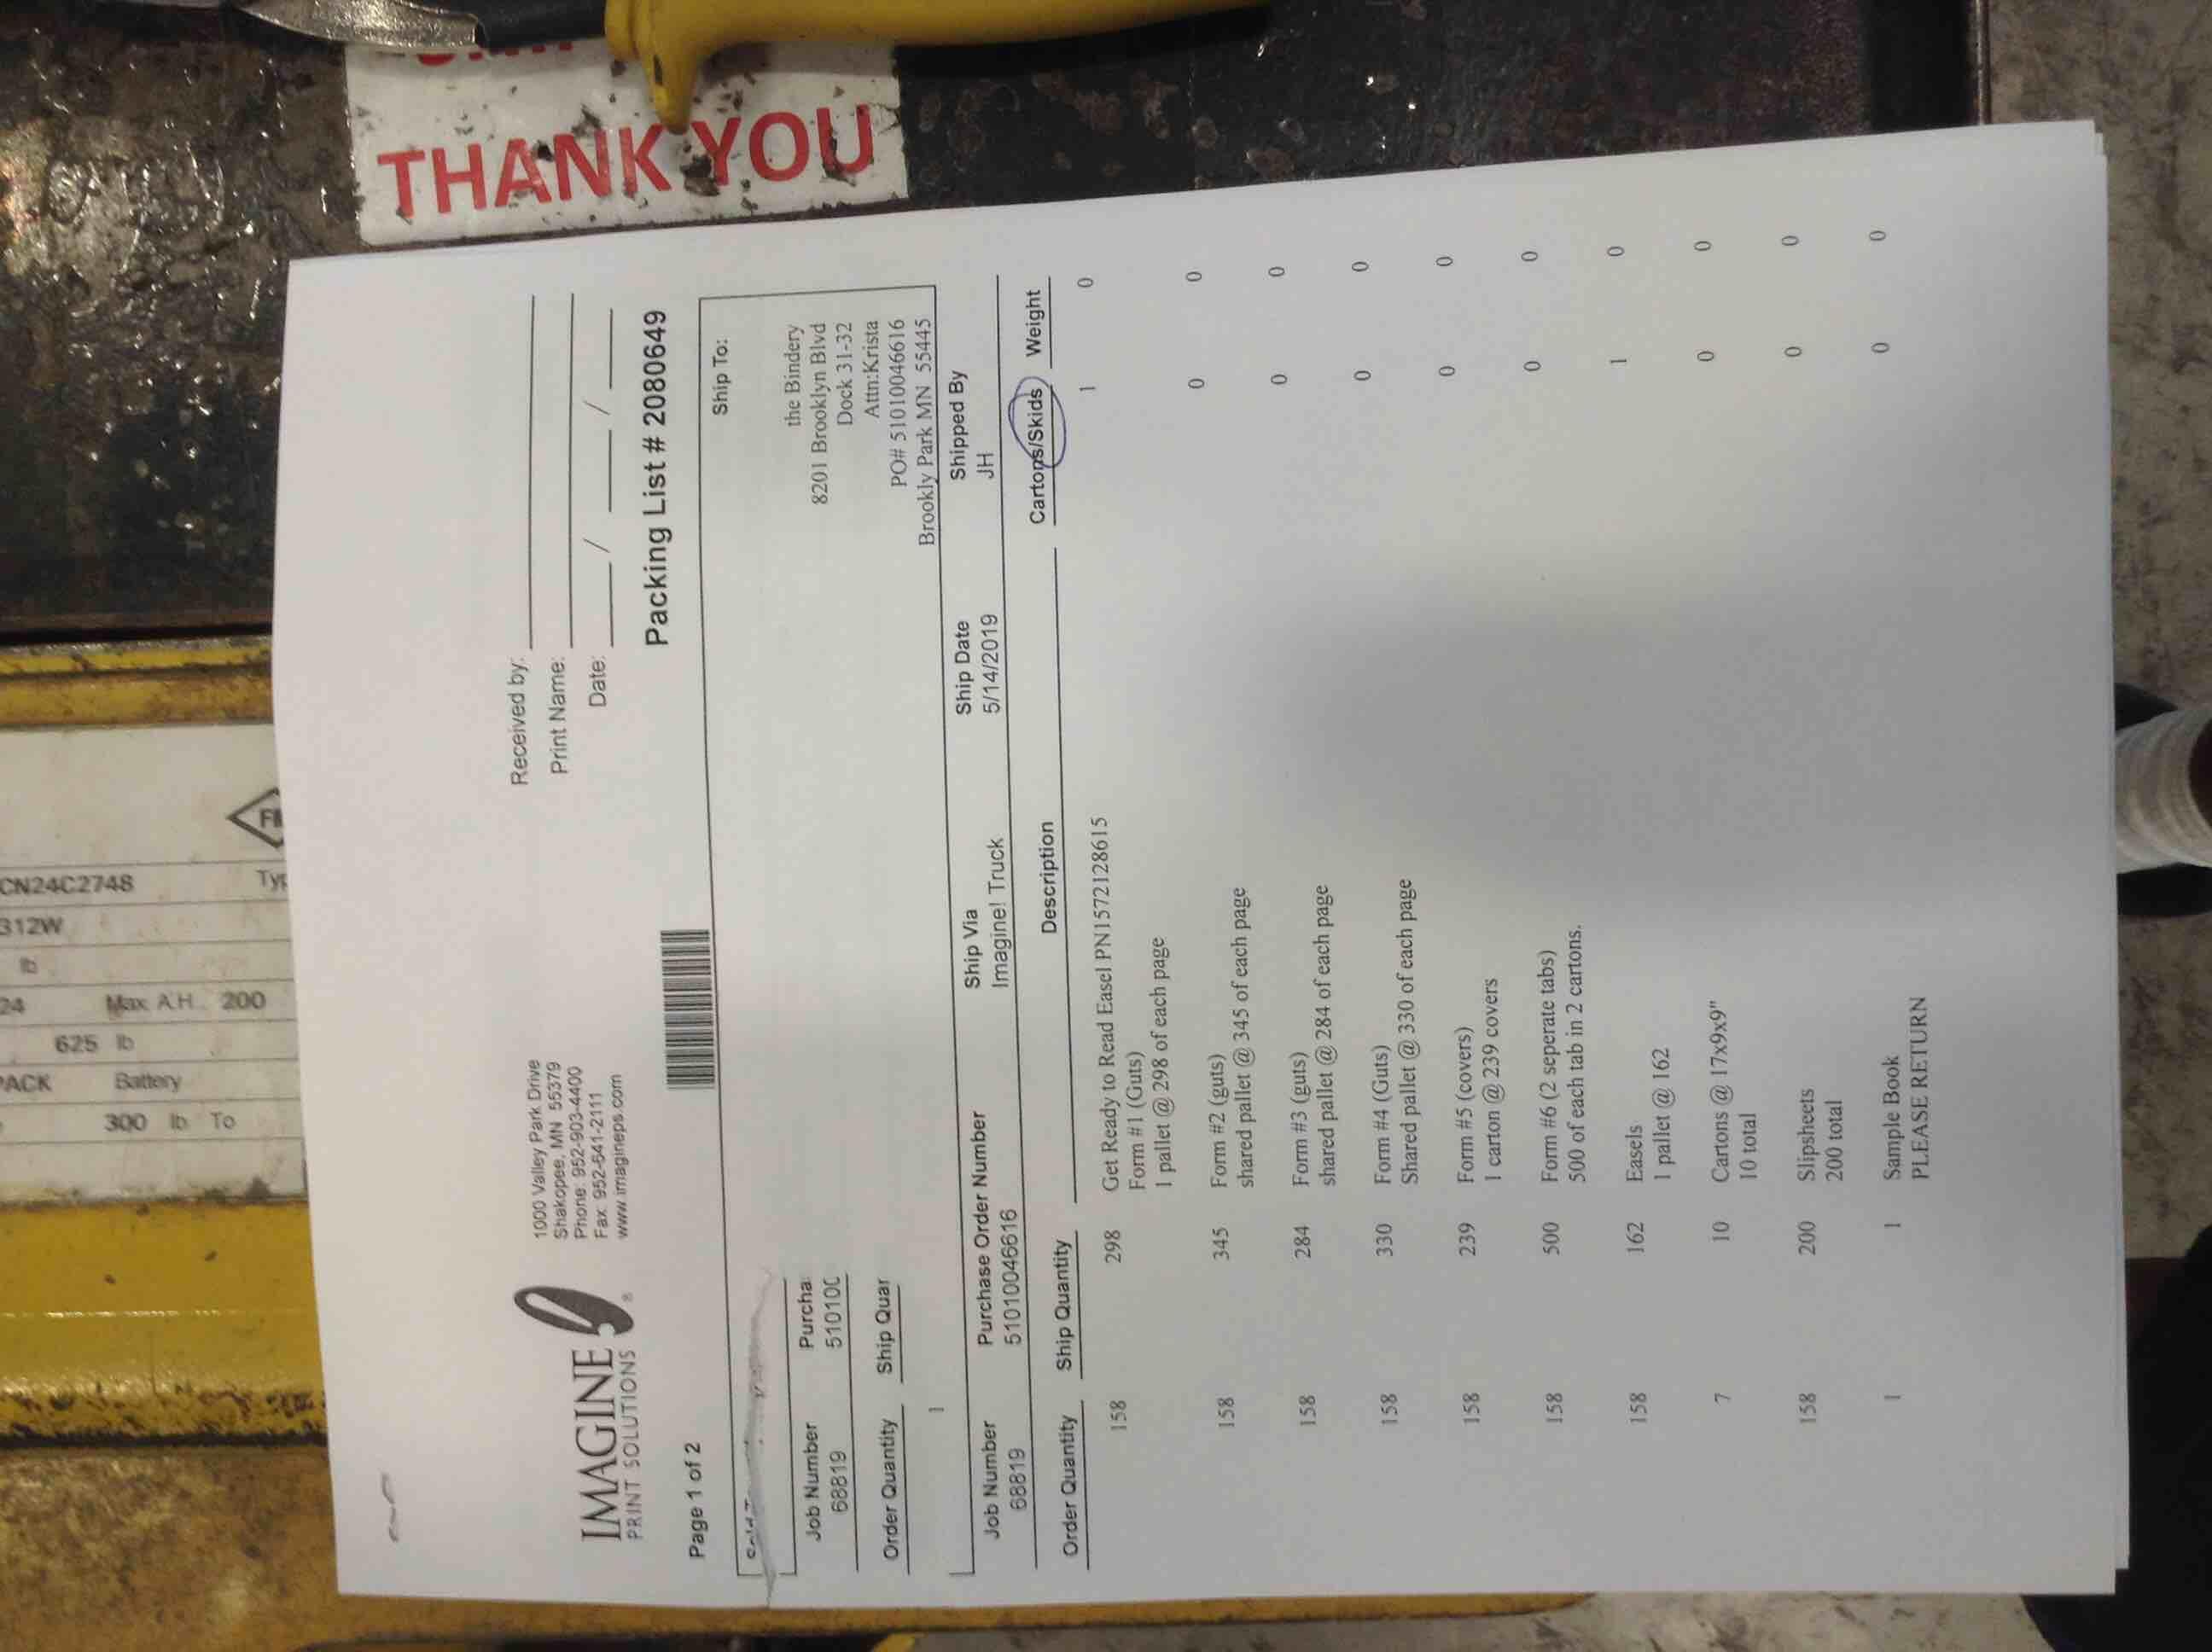 THANK YOU
CN24C2748
Typ
312W
lb
24 Max. A.H. 200
625 lb
PACK Battery
300 lb To
Received by:
Print Name:
Date: / /
IMAGINE
PRINT SOLUTIONS ®
1000 Valley Park Drive
Shakopee, MN 55379
Phone: 952-903-4400
Fax: 952-641-2111
www.imagineps.com
Page 1 of 2
Packing List # 2080649
Ship To:
the Bindery
8201 Brooklyn Blvd
Dock 31-32
Attn:Krista
PO# 51010046616
Brookly Park MN 55445
Job Number Purcha
68819 51010C
Order Quantity Ship Quar
1
Job Number Purchase Order Number Ship Via Ship Date Shipped By
68819 51010046616 Imagine! Truck 5/14/2019 JH
Order Quantity Ship Quantity Description Cartons/Skids Weight
158 298 Get Ready to Read Easel PN1572128615 1 0
Form #1 (Guts)
1 pallet @ 298 of each page
158 345 Form #2 (guts) 0 0
shared pallet @ 345 of each page
158 284 Form #3 (guts) 0 0
shared pallet @ 284 of each page
158 330 Form #4 (Guts) 0 0
Shared pallet @ 330 of each page
158 239 Form #5 (covers) 0 0
1 carton @ 239 covers
158 500 Form #6 (2 seperate tabs) 0 0
500 of each tab in 2 cartons.
158 162 Easels 1 0
1 pallet @ 162
7 10 Cartons @ 17x9x9" 0 0
10 total
158 200 Slipsheets 0 0
200 total
1 1 Sample Book 0 0
PLEASE RETURN